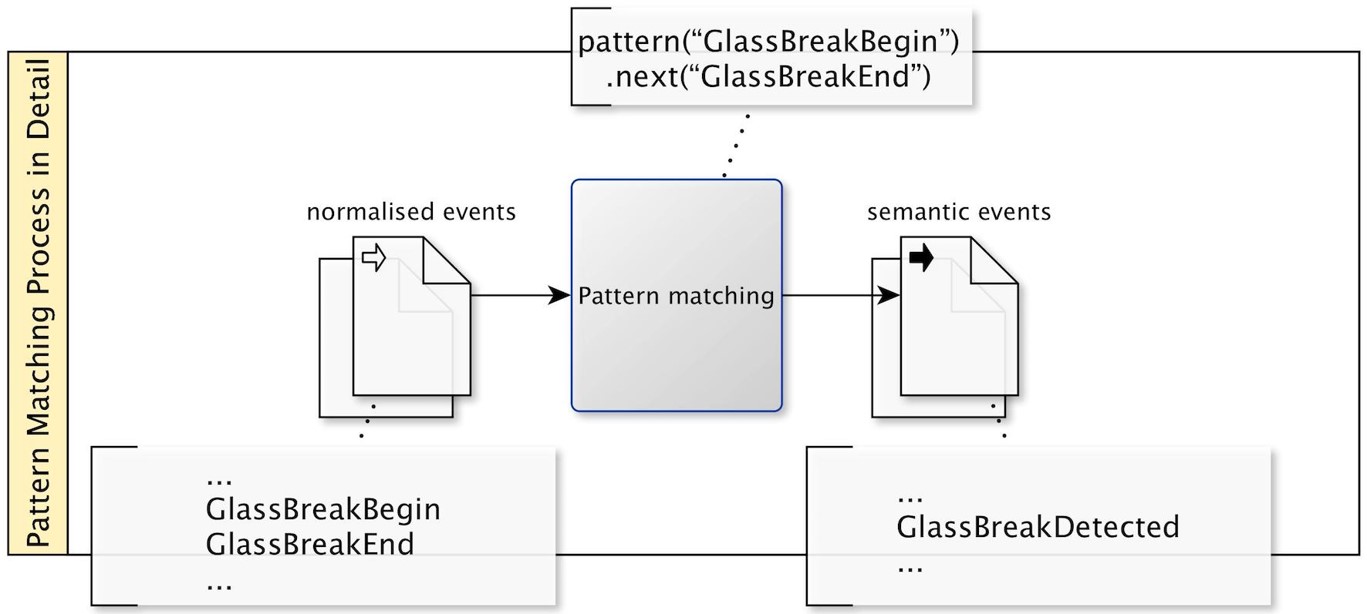 Pattern Matching Process in Detail
pattern(“GlassBreakBegin”)
.next(“GlassBreakEnd”)
normalised events
semantic events
Pattern matching
...
GlassBreakBegin
GlassBreakEnd
...
...
GlassBreakDetected
...